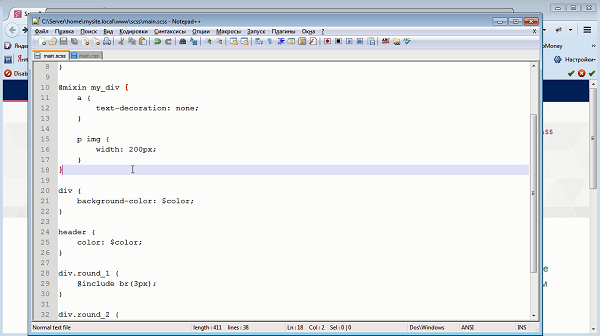 C:\Server\home\mysite.local\www\scss\main.scss - Notepad++
Файл Правка Поиск Вид Кодировки Синтаксисы Опции Макросы Запуск Плагины Окна ?
main.scss main.css
8 }
9
10 @mixin my_div {
11 a {
12 text-decoration: none;
13 }
14
15 p img {
16 width: 200px;
17 }
18 }
19
20 div {
21 background-color: $color;
22 }
23
24 header {
25 color: $color;
26 }
27
28 div.round_1 {
29 @include br(3px);
30 }
31
32 div.round_2 {
Normal text file length : 411 lines : 38 Ln : 18 Col : 2 Sel : 0 | 0 Dos\Windows ANSI INS
Disab
Money
Настройки